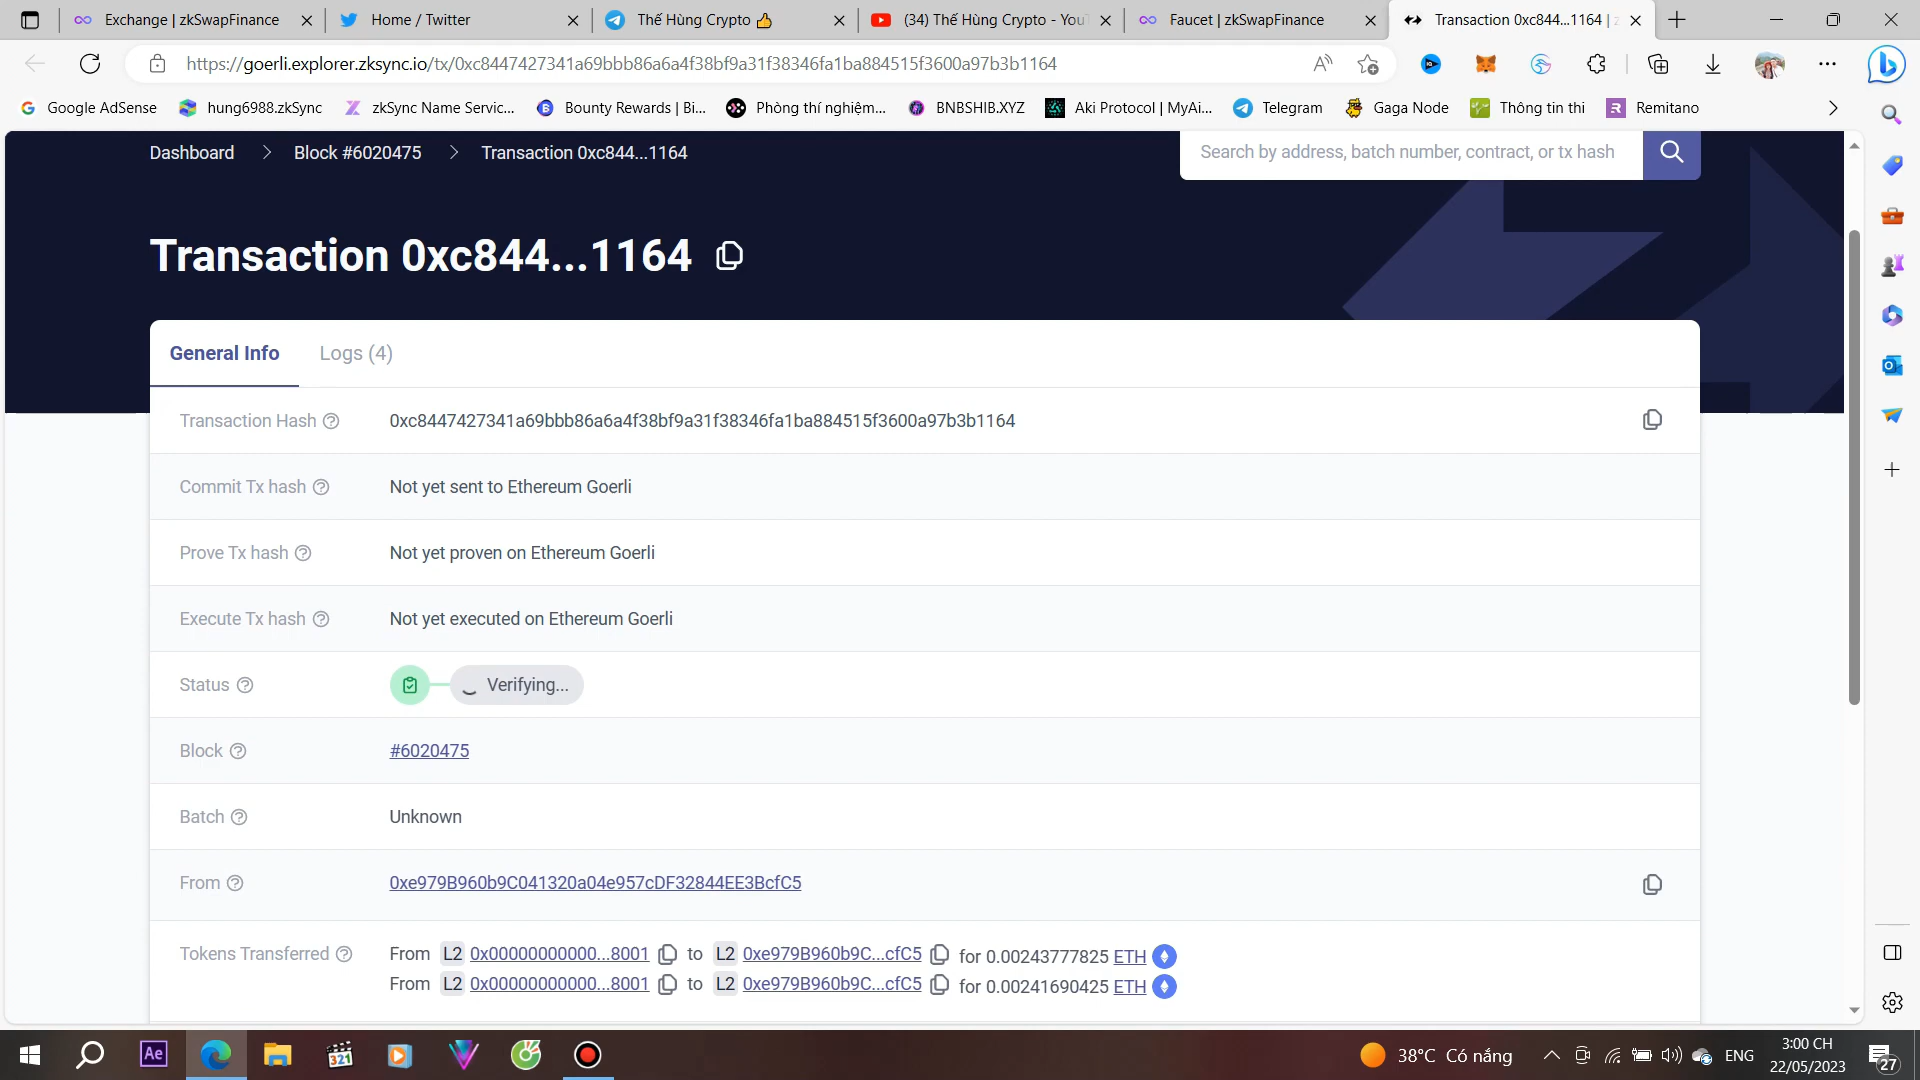 Exchange | zkSwapFinance
Home / Twitter
Thế Hùng Crypto 👍
(34) Thế Hùng Crypto - You
Faucet | zkSwapFinance
Transaction 0xc844...1164 |
https://goerli.explorer.zksync.io/tx/0xc8447427341a69bbb86a6a4f38bf9a31f38346fa1ba884515f3600a97b3b1164
Google AdSense
hung6988.zkSync
zkSync Name Servic...
Bounty Rewards | Bi...
Phòng thí nghiệm...
BNBSHIB.XYZ
Aki Protocol | MyAi...
Telegram
Gaga Node
Thông tin thi
Remitano
Dashboard > Block #6020475 > Transaction 0xc844...1164
Search by address, batch number, contract, or tx hash
Transaction 0xc844...1164
General Info
Logs (4)
Transaction Hash 0xc8447427341a69bbb86a6a4f38bf9a31f38346fa1ba884515f3600a97b3b1164
Commit Tx hash Not yet sent to Ethereum Goerli
Prove Tx hash Not yet proven on Ethereum Goerli
Execute Tx hash Not yet executed on Ethereum Goerli
Status Verifying...
Block #6020475
Batch Unknown
From 0xe979B960b9C041320a04e957cDF32844EE3BcfC5
Tokens Transferred From L2 0x00000000000...8001 to L2 0xe979B960b9C...cfC5 for 0.00243777825 ETH
From L2 0x00000000000...8001 to L2 0xe979B960b9C...cfC5 for 0.00241690425 ETH
Ae
321
38°C Có nắng
ENG
3:00 CH
22/05/2023
27